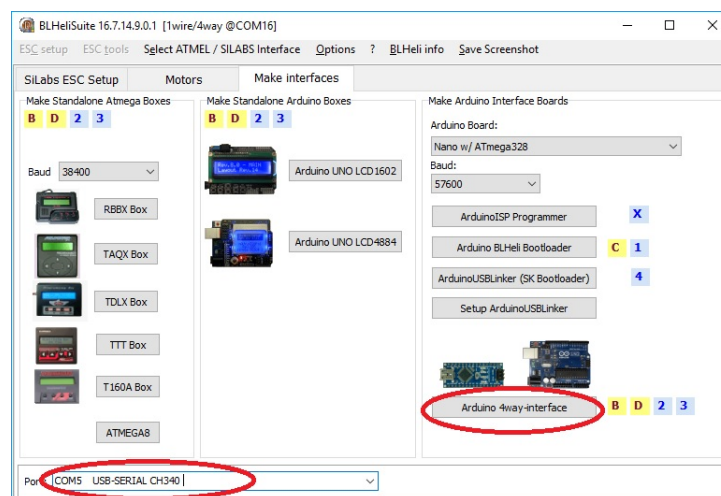 BLHeliSuite 16.7.14.9.0.1 [1wire/4way @COM16]
ESC setup ESC tools Select ATMEL / SILABS Interface Options ? BLHeli info Save Screenshot
SiLabs ESC Setup Motors Make interfaces
Make Standalone Atmega Boxes
B D 2 3
Baud 38400
RBBX Box
TAQX Box
TDLX Box
TTT Box
T160A Box
ATMEGA8
Make Standalone Arduino Boxes
B D 2 3
Arduino UNO LCD1602
Arduino UNO LCD4884
Make Arduino Interface Boards
Arduino Board:
Nano w/ ATmega328
Baud:
57600
ArduinoISP Programmer X
Arduino BLHeli Bootloader C 1
ArduinoUSBLinker (SK Bootloader) 4
Setup ArduinoUSBLinker
Arduino 4way-interface B D 2 3
COM5 USB-SERIAL CH340